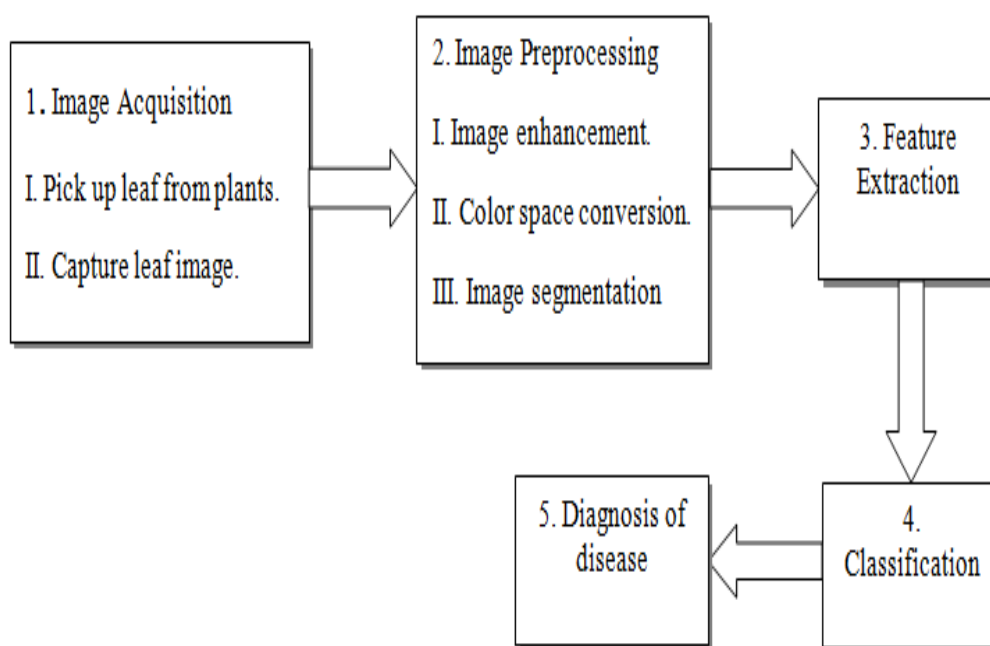 1. Image Acquisition
I. Pick up leaf from plants.
II. Capture leaf image.
2. Image Preprocessing
I. Image enhancement.
II. Color space conversion.
III. Image segmentation
3. Feature
Extraction
4.
Classification
5. Diagnosis of
disease